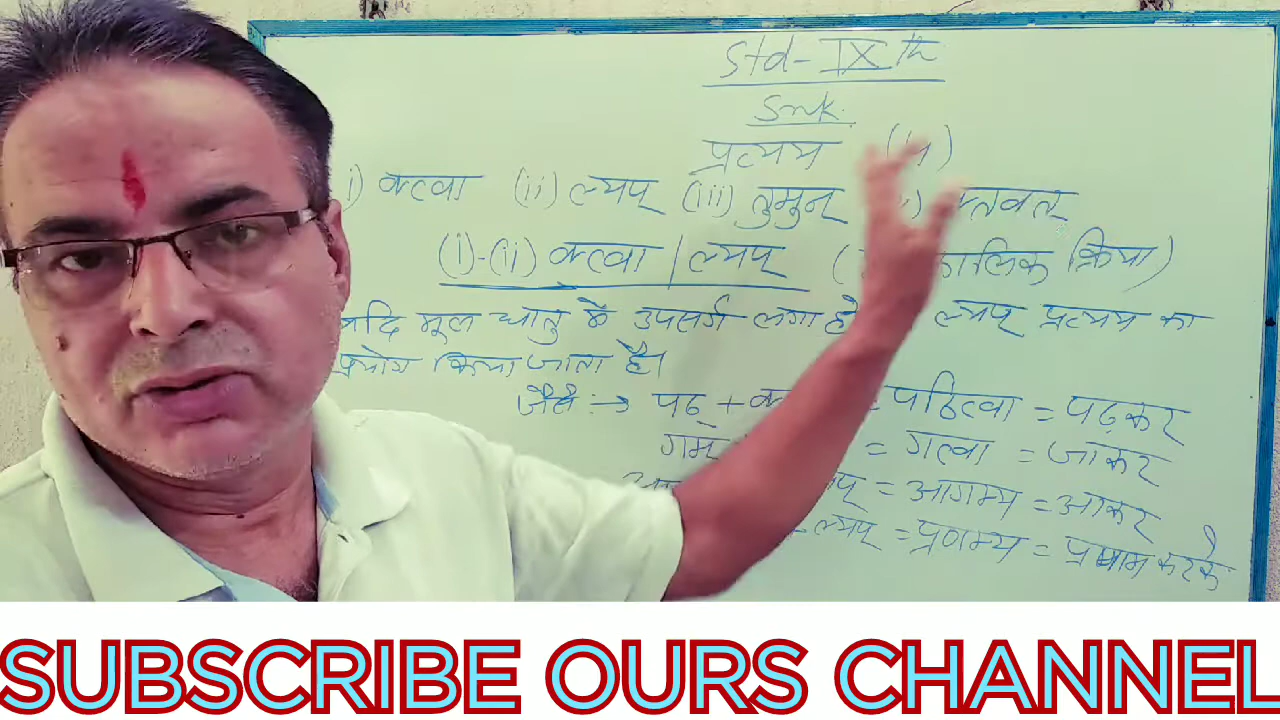 Std- IXth
Snk.
प्रत्यय
i) क्त्वा (ii) ल्यप् (iii) तुमुन् क्तवतु
(i)-(ii) क्त्वा / ल्यप् ( कालिक क्रिया)
यदि मूल धातु के उपसर्ग लगा हो ल्यप् प्रत्यय का
प्रयोग किया जाता है।
जैसे :→ पठ् + = पठित्वा = पढ़कर
गम् = गत्वा = जाकर
= आगम्य = आकर
ल्यप् = प्रणम्य = प्रणाम करके
SUBSCRIBE OURS CHANNEL